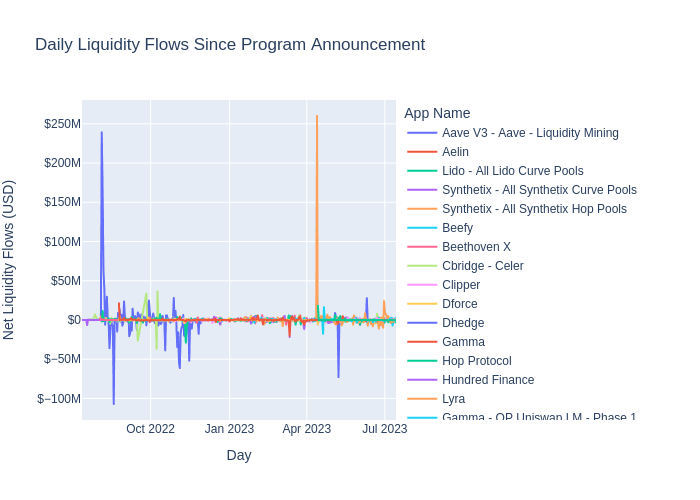 Daily Liquidity Flows Since Program Announcement
Net Liquidity Flows (USD)
$250M
$200M
$150M
$100M
$50M
$0
$−50M
$−100M
Oct 2022
Jan 2023
Apr 2023
Jul 2023
Day
App Name
Aave V3 - Aave - Liquidity Mining
Aelin
Lido - All Lido Curve Pools
Synthetix - All Synthetix Curve Pools
Synthetix - All Synthetix Hop Pools
Beefy
Beethoven X
Cbridge - Celer
Clipper
Dforce
Dhedge
Gamma
Hop Protocol
Hundred Finance
Lyra
Gamma - OP Uniswap LM - Phase 1